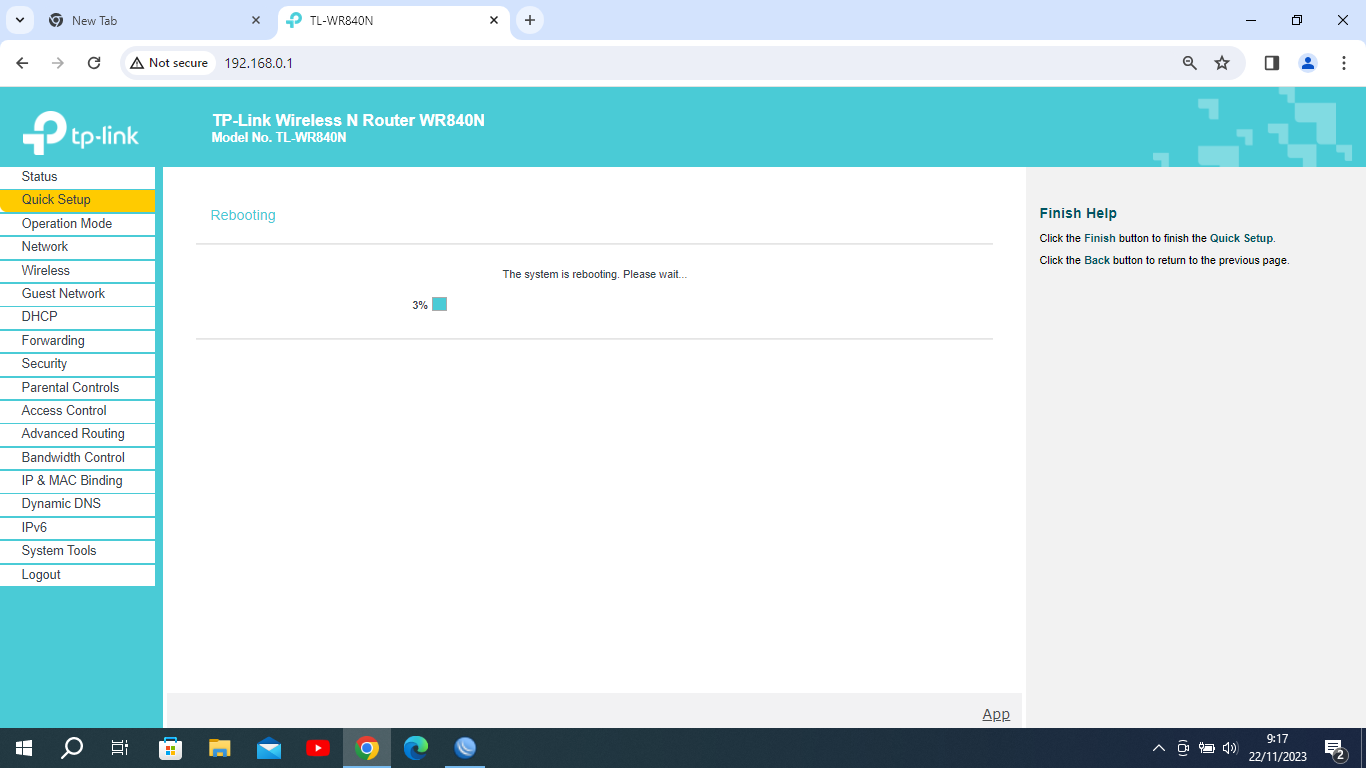 New Tab
TL-WR840N
Not secure
192.168.0.1
tp-link
TP-Link Wireless N Router WR840N
Model No. TL-WR840N
Status
Quick Setup
Operation Mode
Network
Wireless
Guest Network
DHCP
Forwarding
Security
Parental Controls
Access Control
Advanced Routing
Bandwidth Control
IP & MAC Binding
Dynamic DNS
IPv6
System Tools
Logout
Rebooting
The system is rebooting. Please wait...
3%
Finish Help
Click the Finish button to finish the Quick Setup.
Click the Back button to return to the previous page.
App
9:17
22/11/2023
2